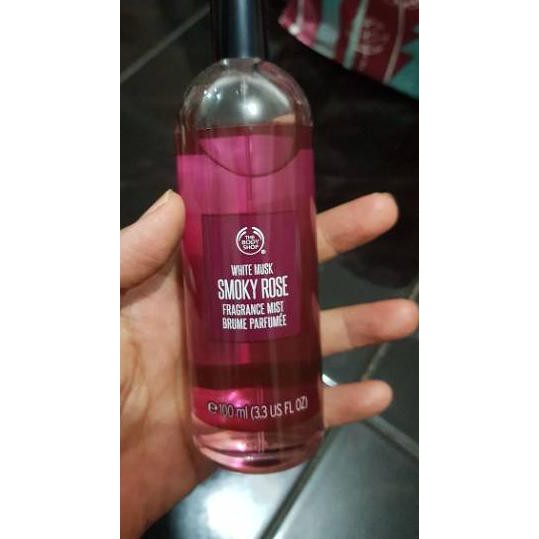 THE
BODY
SHOP
®
WHITE MUSK
SMOKY ROSE
FRAGRANCE MIST
BRUME PARFUMÉE
℮ 100 ml (3.3 US FL OZ)